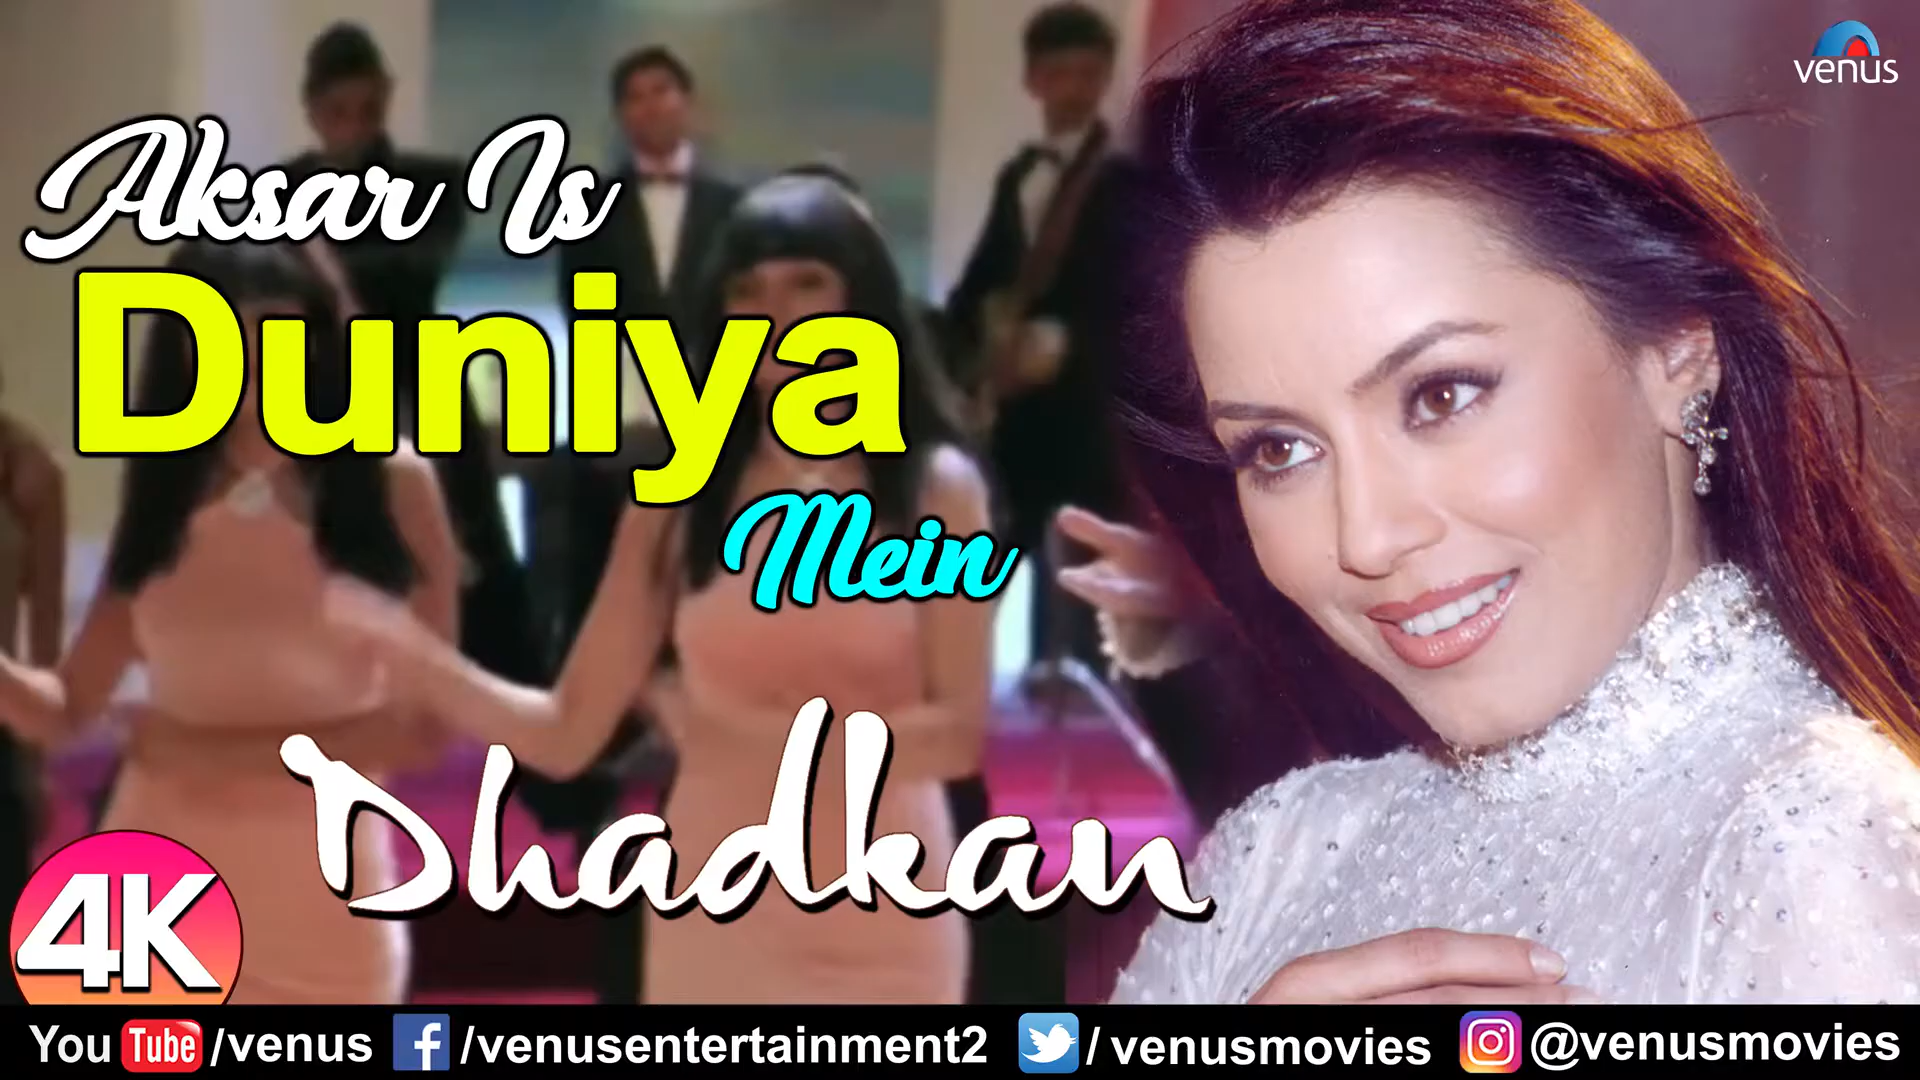 venus
Aksar Is
Duniya
Mein
Dhadkan
4K
You Tube /venus f /venusentertainment2 / venusmovies @venusmovies